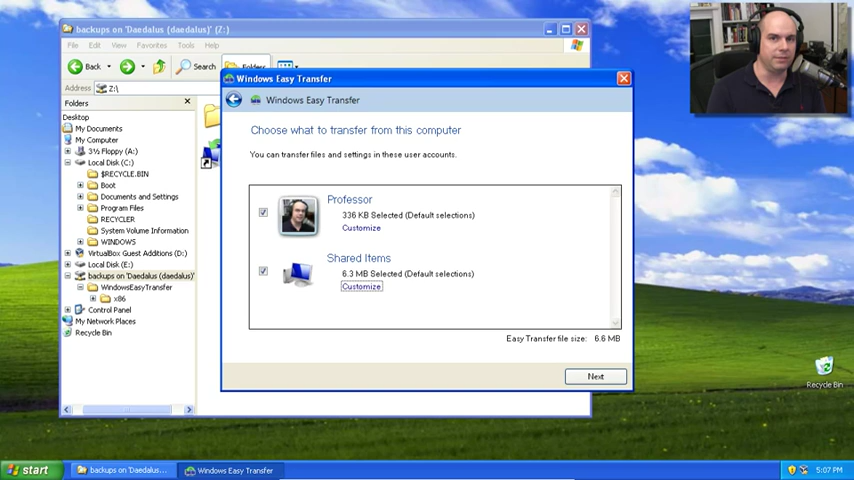 backups on 'Daedalus (daedalus)' (Z:)
File Edit View Favorites Tools Help
Back Search Folders
Address Z:\
Folders
Desktop
My Documents
My Computer
3½ Floppy (A:)
Local Disk (C:)
$RECYCLE.BIN
Boot
Documents and Settings
Program Files
RECYCLER
System Volume Information
WINDOWS
VirtualBox Guest Additions (D:)
Local Disk (E:)
backups on 'Daedalus (daedalus)'
WindowsEasyTransfer
x86
Control Panel
My Network Places
Recycle Bin
Windows Easy Transfer
Windows Easy Transfer
Choose what to transfer from this computer
You can transfer files and settings in these user accounts.
Professor
336 KB Selected (Default selections)
Customize
Shared Items
6.3 MB Selected (Default selections)
Customize
Easy Transfer file size: 6.6 MB
Next
Recycle Bin
start
backups on 'Daedalus...
Windows Easy Transfer
5:07 PM